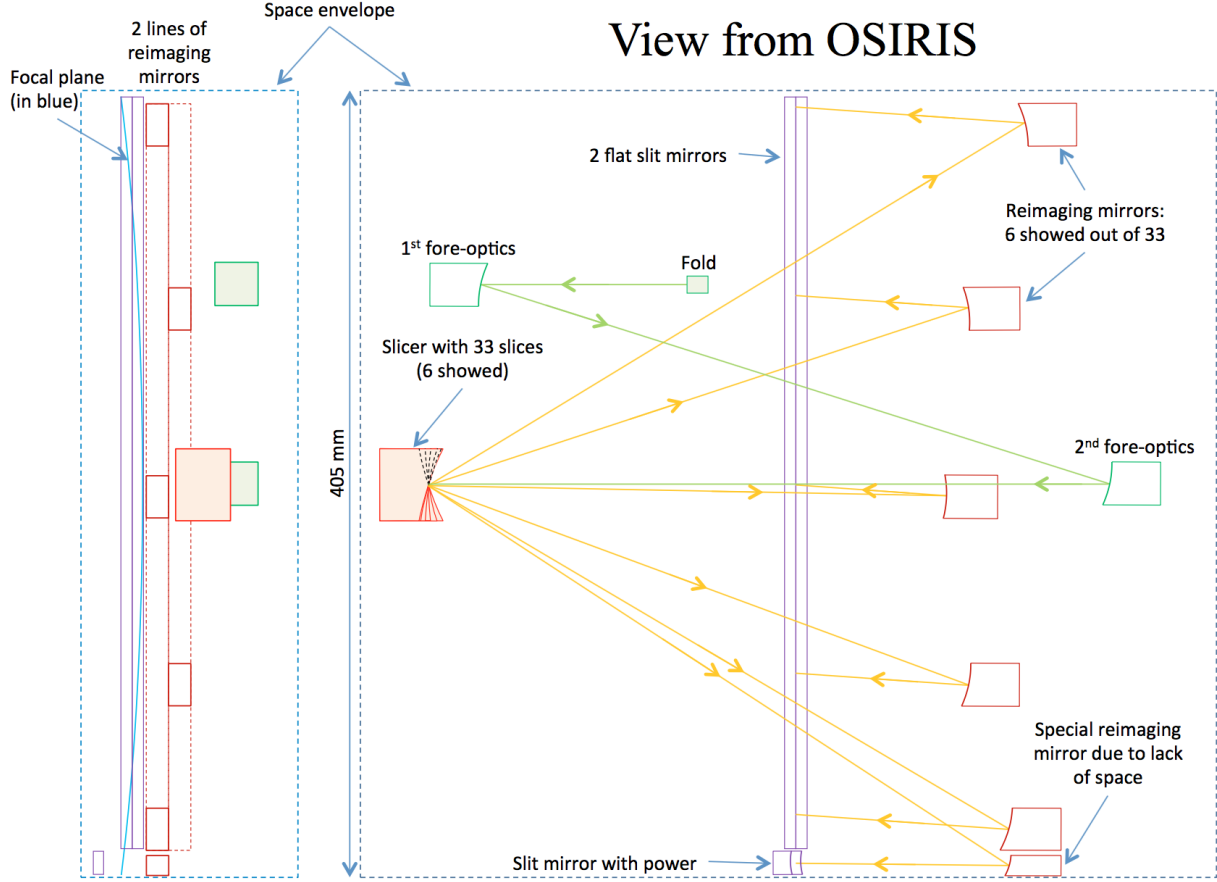 Space envelope
View from OSIRIS
2 lines of
reimaging
mirrors
Focal plane
(in blue)
2 flat slit mirrors
Reimaging mirrors:
6 showed out of 33
1st fore-optics
Fold
Slicer with 33 slices
(6 showed)
405 mm
2nd fore-optics
Special reimaging
mirror due to lack
of space
Slit mirror with power